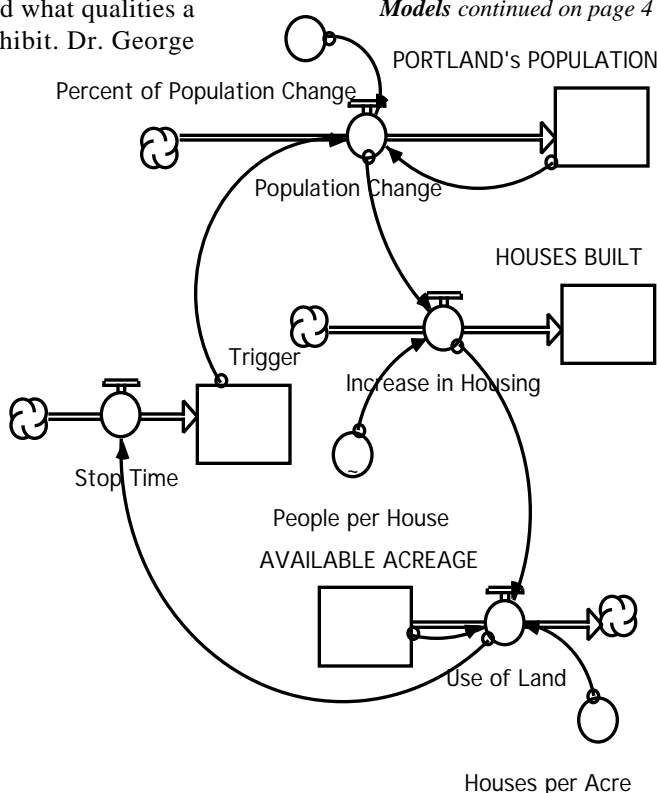 d what qualities a
hibit. Dr. George
Models continued on page 4
PORTLAND's POPULATION
Percent of Population Change
Population Change
HOUSES BUILT
Trigger
Increase in Housing
Stop Time
~
People per House
AVAILABLE ACREAGE
Use of Land
Houses per Acre